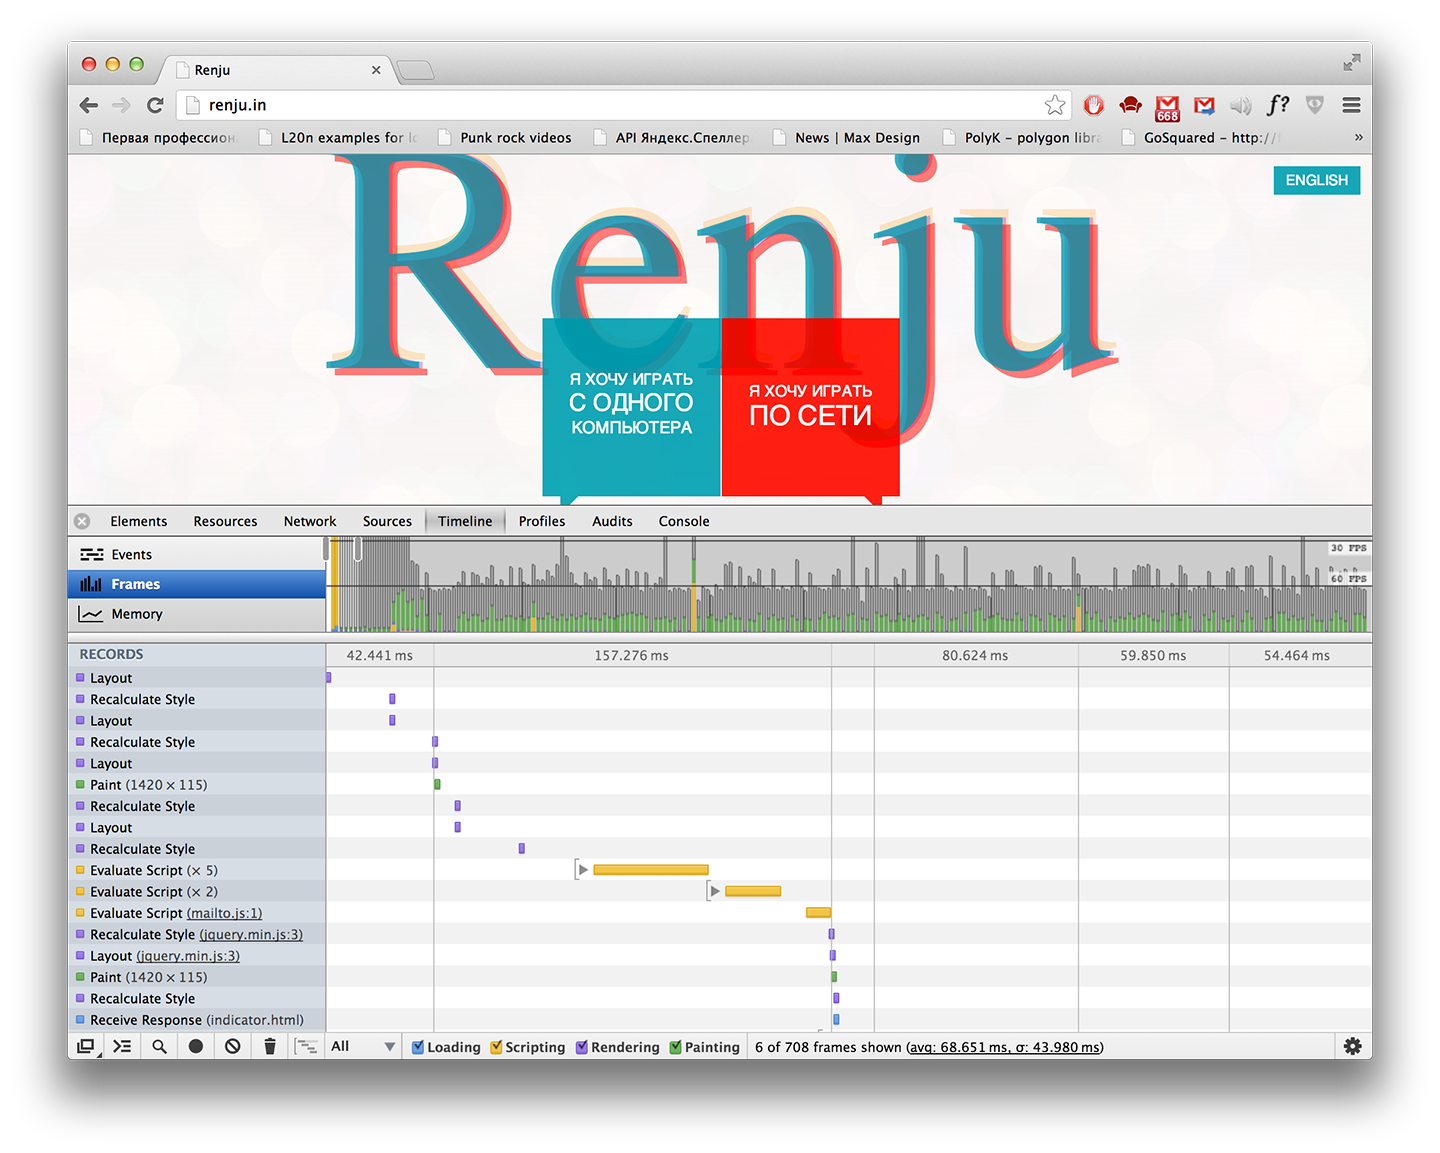 Renju
renju.in
f?
668
Первая профессион
L20n examples for lo
Punk rock videos
API Яндекс.Спеллер
News | Max Design
PolyK – polygon libra
GoSquared – http://
»
Renju
ENGLISH
Я ХОЧУ ИГРАТЬ
С ОДНОГО
КОМПЬЮТЕРА
Я ХОЧУ ИГРАТЬ
ПО СЕТИ
Elements Resources Network Sources Timeline Profiles Audits Console
Events
Frames
Memory
30 FPS
60 FPS
RECORDS 42.441 ms 157.276 ms 80.624 ms 59.850 ms 54.464 ms
Layout
Recalculate Style
Layout
Recalculate Style
Layout
Paint (1420 × 115)
Recalculate Style
Layout
Recalculate Style
Evaluate Script (× 5)
Evaluate Script (× 2)
Evaluate Script (mailto.js:1)
Recalculate Style (jquery.min.js:3)
Layout (jquery.min.js:3)
Paint (1420 × 115)
Recalculate Style
Receive Response (indicator.html)
All Loading Scripting Rendering Painting 6 of 708 frames shown (avg: 68.651 ms, σ: 43.980 ms)